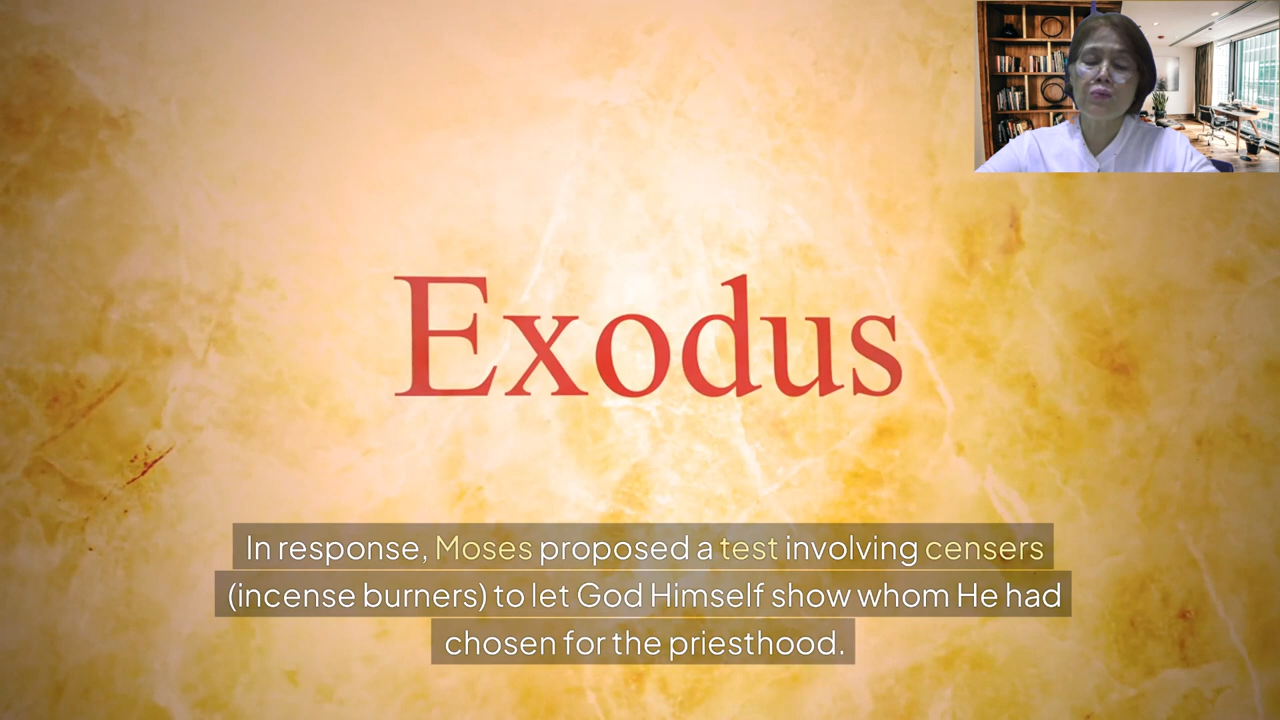 Exodus
In response, Moses proposed a test involving censers
(incense burners) to let God Himself show whom He had
chosen for the priesthood.